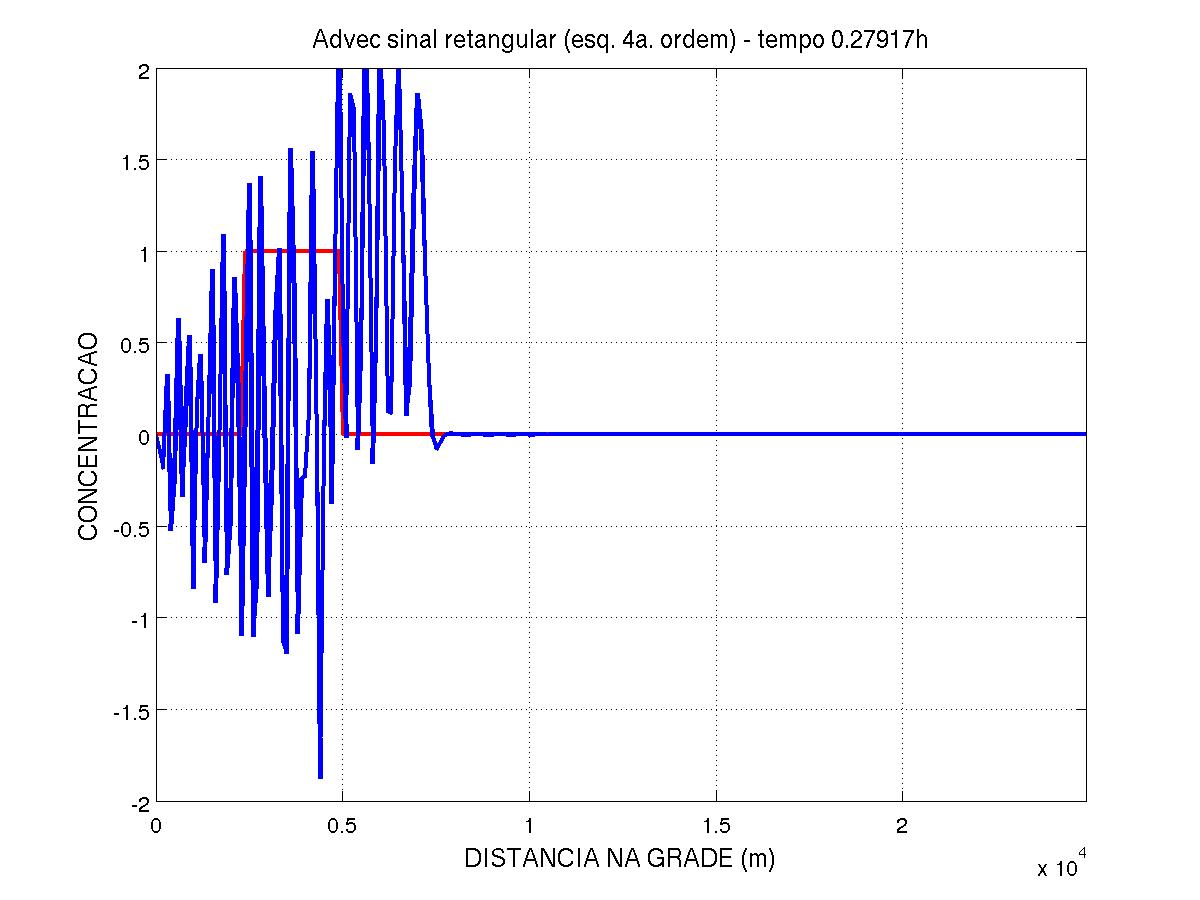 Advec sinal retangular (esq. 4a. ordem) - tempo 0.27917h
2
1.5
1
0.5
0
-0.5
-1
-1.5
-2
CONCENTRACAO
0 0.5 1 1.5 2
DISTANCIA NA GRADE (m)
x 10^4